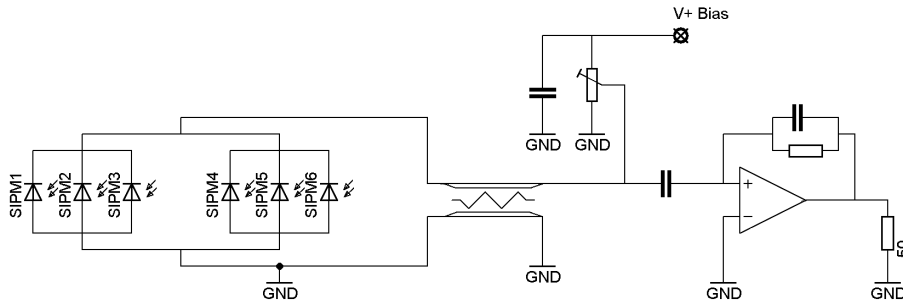 V+ Bias
GND
GND
SIPM1
SIPM2
SIPM3
SIPM4
SIPM5
SIPM6
+
−
50
GND
GND
GND
GND